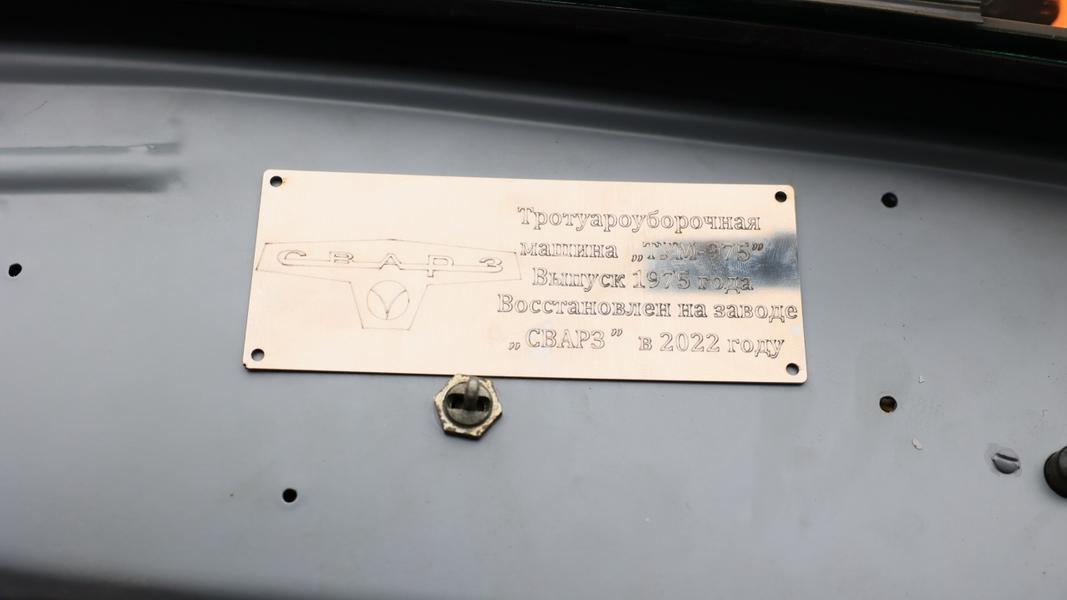 СВАРЗ
Тротуароуборочная
машина „ТУМ-975”
Выпуск 1975 года
Восстановлен на заводе
„СВАРЗ” в 2022 году